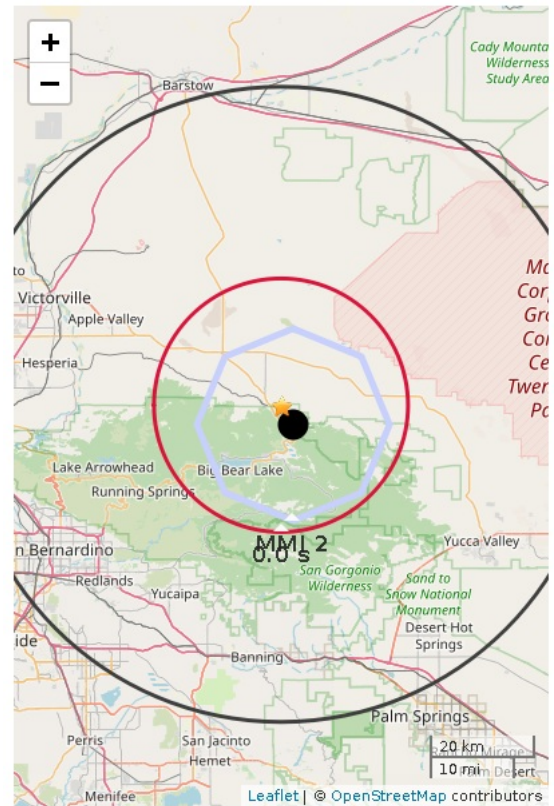 +
−
Cady Mounta
Wilderness
Study Area
Barstow
to
Victorville
Apple Valley
Hesperia
Ma
Cor
Gro
Con
Ce
Twen
Pa
Lake Arrowhead
Big Bear Lake
Running Springs
MMI 2
0.0 s
n Bernardino
Redlands
Yucaipa
San Gorgonio
Wilderness
Yucca Valley
Sand to
Snow National
Monument
Desert Hot
Springs
ide
Banning
Palm Springs
Perris
San Jacinto
Hemet
20 km
10 mi
Menifee
Leaflet | © OpenStreetMap contributors